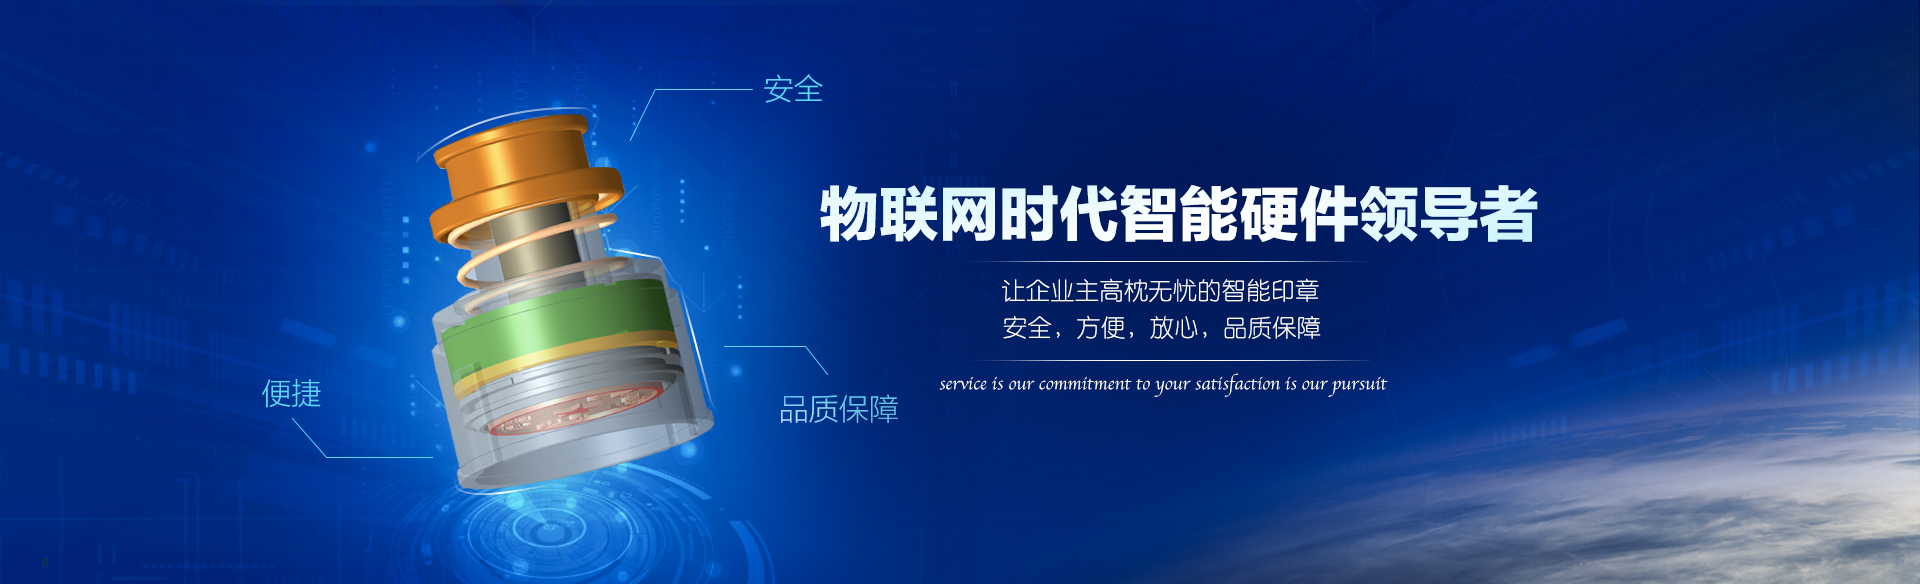 安全
物联网时代智能硬件领导者
让企业主高枕无忧的智能印章
安全，方便，放心，品质保障
service is our commitment to your satisfaction is our pursuit
便捷
品质保障